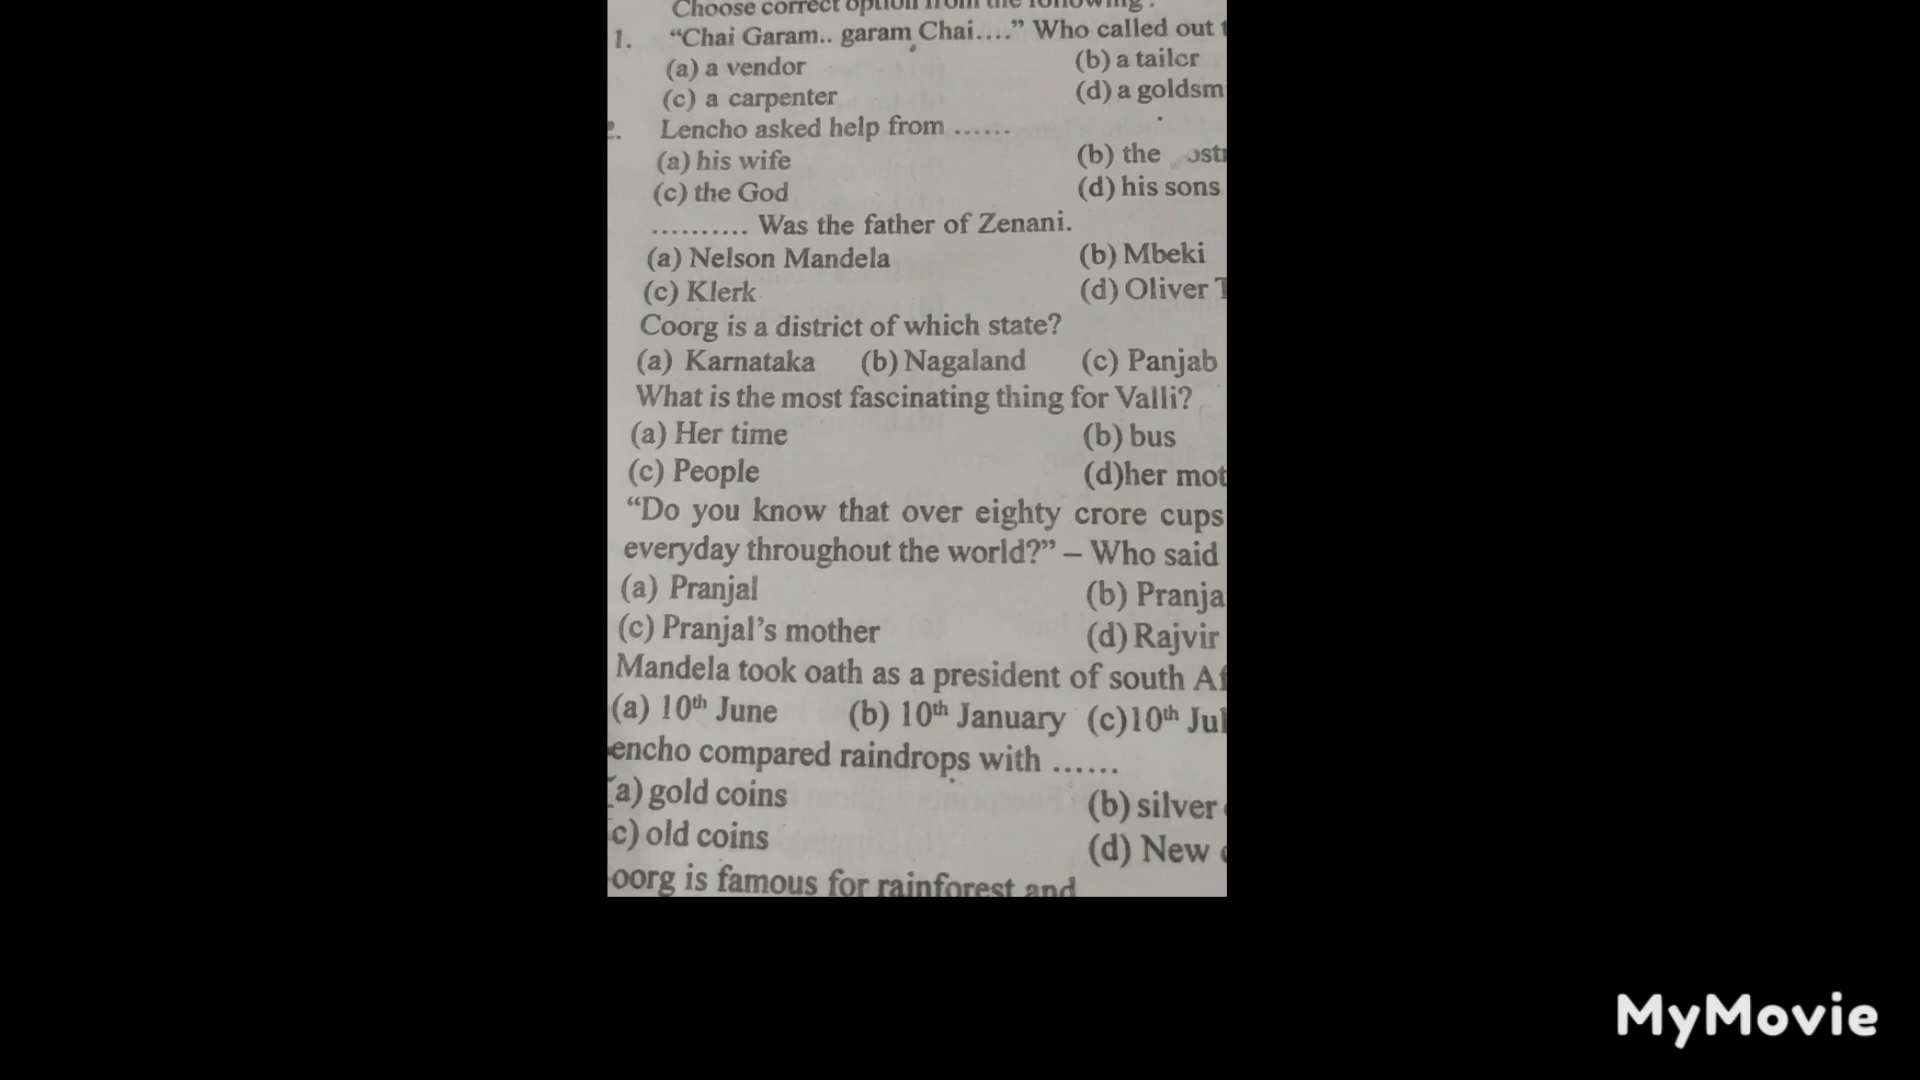 Choose correct option from the following:
1. “Chai Garam.. garam Chai....” Who called out
(a) a vendor (b) a tailor
(c) a carpenter (d) a goldsm
2. Lencho asked help from ......
(a) his wife (b) the ostr
(c) the God (d) his sons
.......... Was the father of Zenani.
(a) Nelson Mandela (b) Mbeki
(c) Klerk (d) Oliver T
Coorg is a district of which state?
(a) Karnataka (b) Nagaland (c) Panjab
What is the most fascinating thing for Valli?
(a) Her time (b) bus
(c) People (d)her mot
“Do you know that over eighty crore cups
everyday throughout the world?” – Who said
(a) Pranjal (b) Pranja
(c) Pranjal’s mother (d) Rajvir
Mandela took oath as a president of south Af
(a) 10th June (b) 10th January (c)10th Jul
encho compared raindrops with ......
a) gold coins (b) silver
c) old coins (d) New
oorg is famous for rainforest and
MyMovie